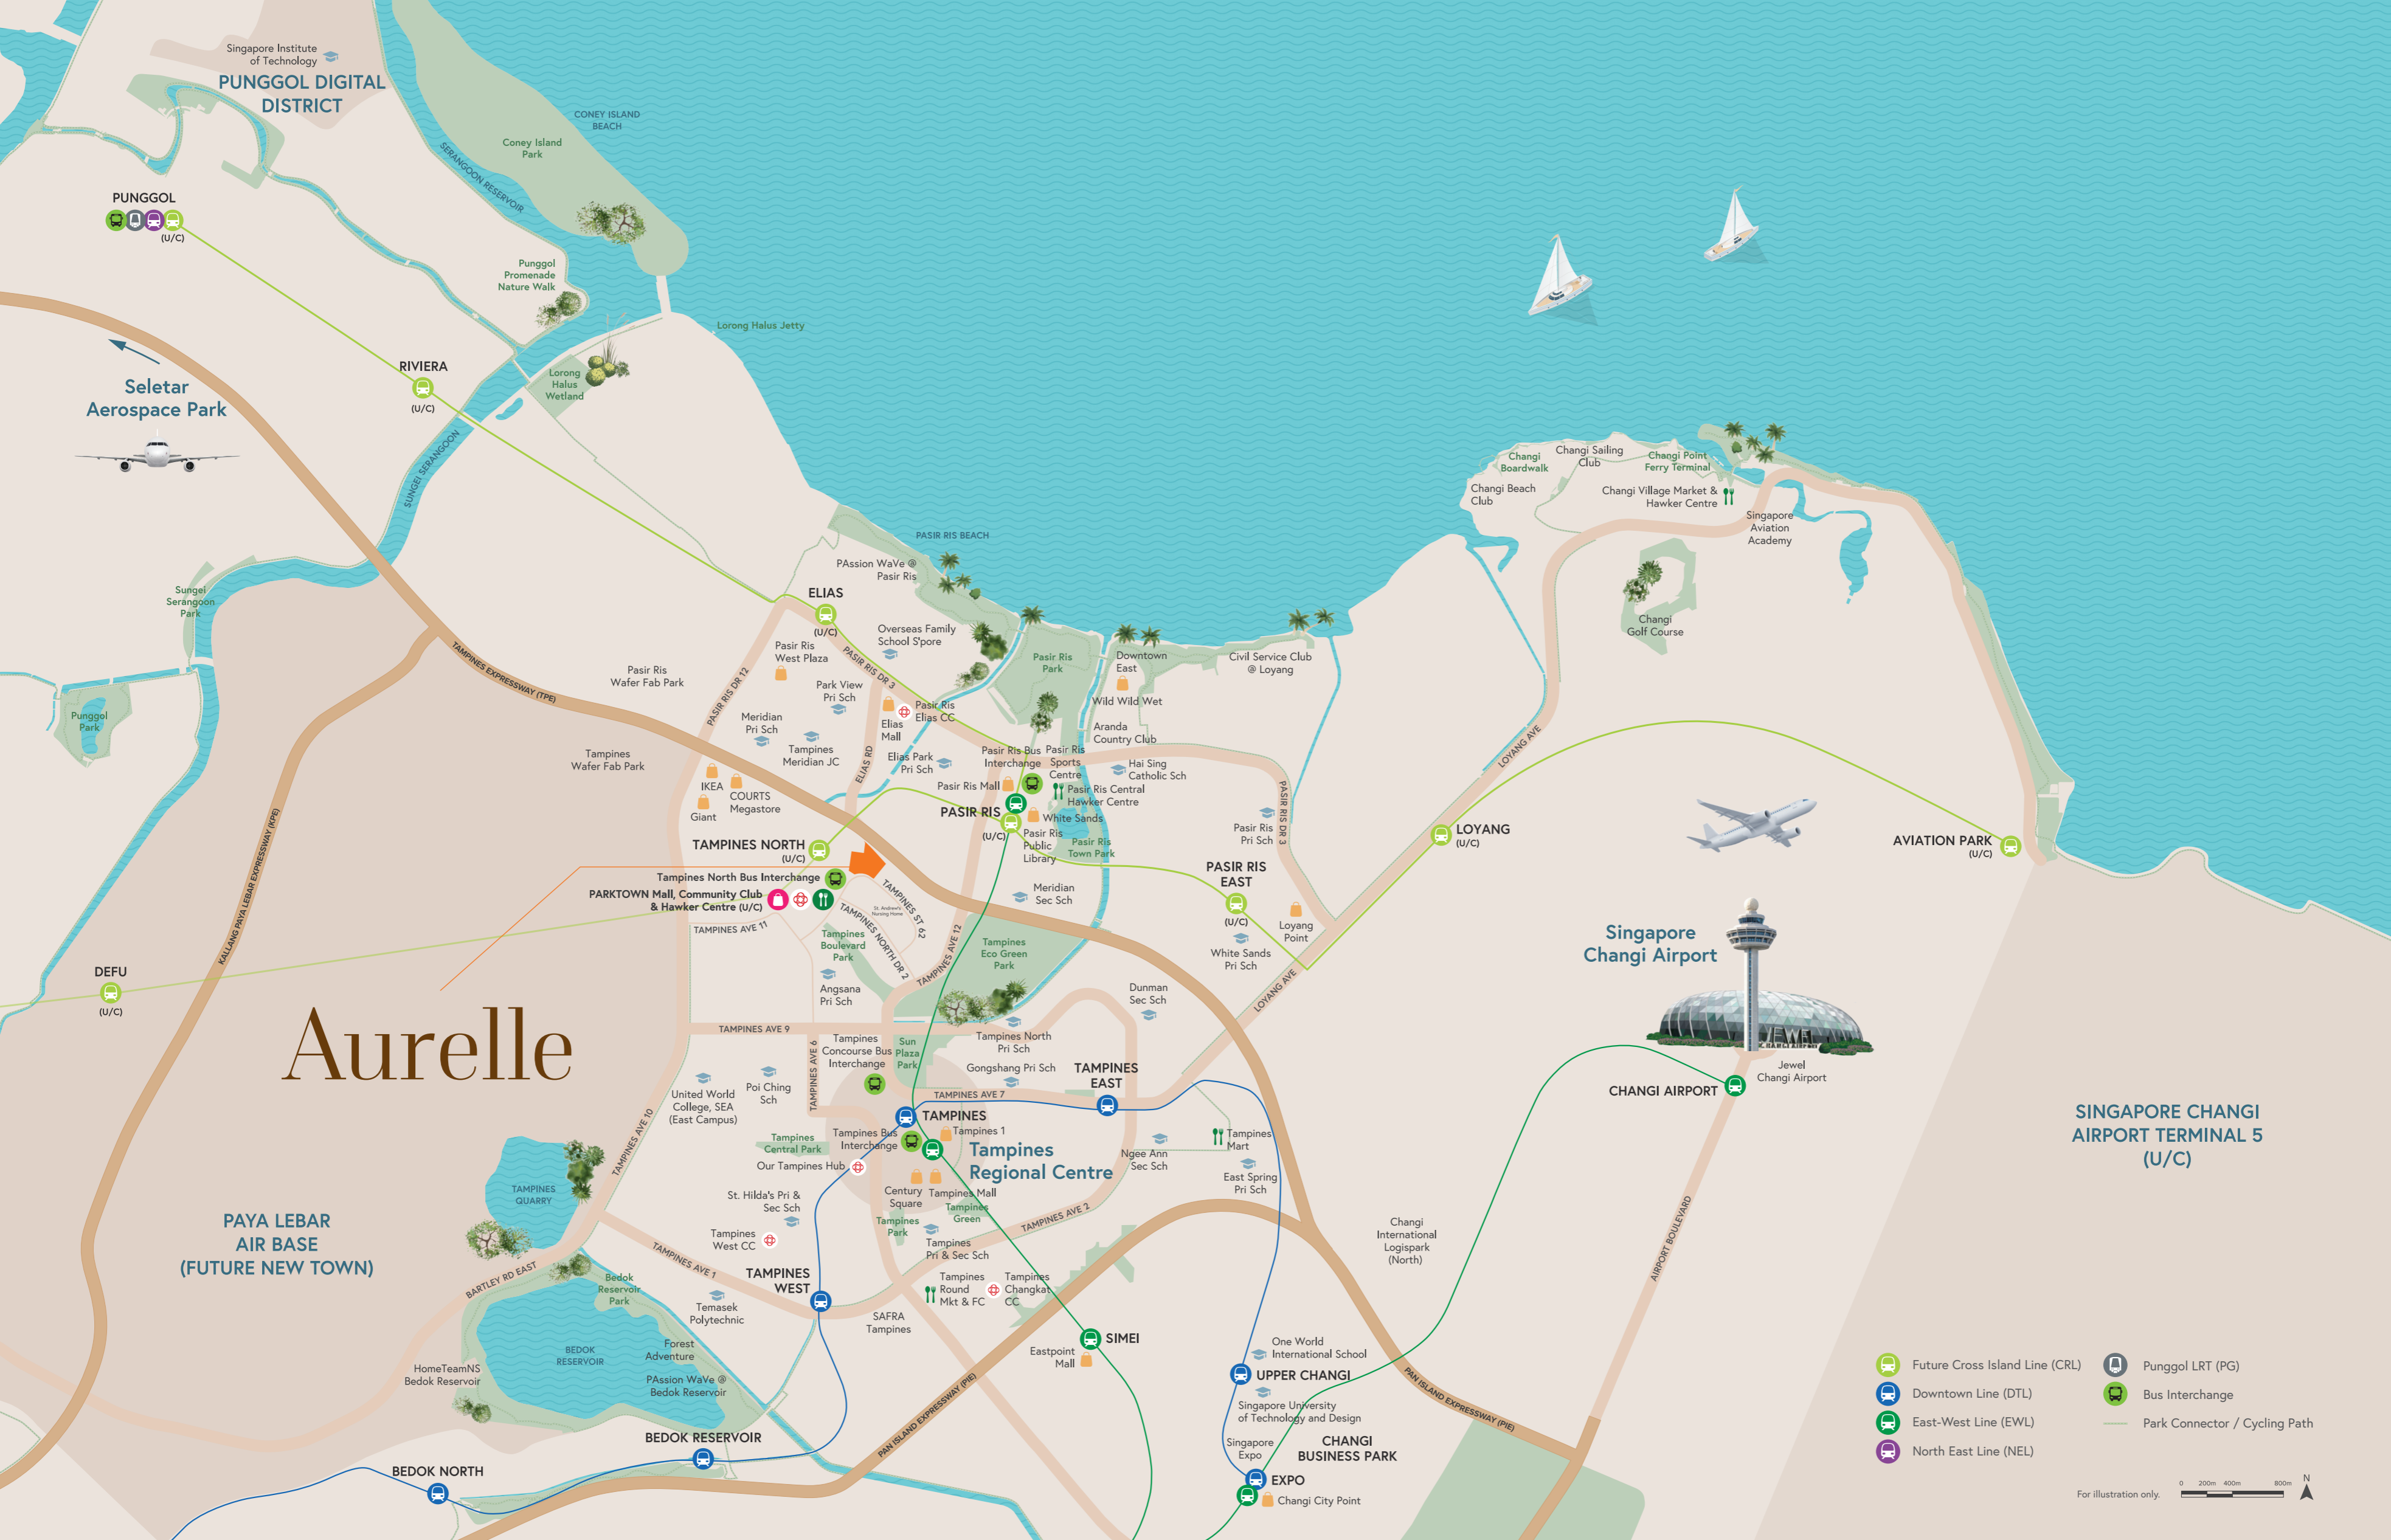 Singapore Institute
of Technology
PUNGGOL DIGITAL
DISTRICT
CONEY ISLAND
BEACH
Coney Island
Park
SERANGOON RESERVOIR
PUNGGOL
(U/C)
Punggol
Promenade
Nature Walk
Lorong Halus Jetty
RIVIERA
(U/C)
Lorong
Halus
Wetland
Seletar
Aerospace Park
SUNGEI SERANGOON
Changi
Boardwalk
Changi Sailing
Club
Changi Point
Ferry Terminal
Changi Beach
Club
Changi Village Market &
Hawker Centre
Singapore
Aviation
Academy
PASIR RIS BEACH
PAssion WaVe @
Pasir Ris
Sungei
Serangoon
Park
ELIAS
(U/C)
Overseas Family
School S'pore
Changi
Golf Course
TAMPINES EXPRESSWAY (TPE)
Pasir Ris
Wafer Fab Park
Pasir Ris
West Plaza
PASIR RIS DR 3
Pasir Ris
Park
Downtown
East
Civil Service Club
@ Loyang
Park View
Pri Sch
Wild Wild Wet
PASIR RIS DR 12
Punggol
Park
Meridian
Pri Sch
Pasir Ris
Elias CC
Elias
Mall
Aranda
Country Club
Tampines
Wafer Fab Park
Tampines
Meridian JC
ELIAS RD
Elias Park
Pri Sch
Pasir Ris Bus
Interchange
Pasir Ris
Sports
Centre
Hai Sing
Catholic Sch
LOYANG AVE
IKEA
COURTS
Megastore
Giant
Pasir Ris Mall
Pasir Ris Central
Hawker Centre
PASIR RIS DR 3
PASIR RIS
(U/C)
White Sands
Pasir Ris
Public
Library
Pasir Ris
Town Park
Pasir Ris
Pri Sch
LOYANG
(U/C)
AVIATION PARK
(U/C)
KALLANG PAYA LEBAR EXPRESSWAY (KPE)
TAMPINES NORTH
(U/C)
Tampines North Bus Interchange
PARKTOWN Mall, Community Club
& Hawker Centre (U/C)
TAMPINES ST 62
St. Andrew's
Nursing Home
PASIR RIS
EAST
(U/C)
Meridian
Sec Sch
TAMPINES AVE 11
TAMPINES NORTH DR 2
Tampines
Boulevard
Park
TAMPINES AVE 12
Tampines
Eco Green
Park
Loyang
Point
White Sands
Pri Sch
Singapore
Changi Airport
DEFU
(U/C)
Angsana
Pri Sch
LOYANG AVE
Dunman
Sec Sch
Aurelle
TAMPINES AVE 9
Tampines
Concourse Bus
Interchange
Sun
Plaza
Park
Tampines North
Pri Sch
Gongshang Pri Sch
TAMPINES
EAST
JEWEL
CHANGI AIRPORT
Jewel
Changi Airport
CHANGI AIRPORT
TAMPINES AVE 6
United World
College, SEA
(East Campus)
Poi Ching
Sch
TAMPINES AVE 7
TAMPINES
TAMPINES AVE 10
Tampines
Central Park
Tampines Bus
Interchange
Tampines 1
Our Tampines Hub
Tampines
Regional Centre
Ngee Ann
Sec Sch
Tampines
Mart
East Spring
Pri Sch
SINGAPORE CHANGI
AIRPORT TERMINAL 5
(U/C)
TAMPINES
QUARRY
St. Hilda's Pri &
Sec Sch
Century
Square
Tampines Mall
Tampines
Green
Tampines
Park
TAMPINES AVE 2
PAYA LEBAR
AIR BASE
(FUTURE NEW TOWN)
Tampines
West CC
Tampines
Pri & Sec Sch
Changi
International
Logispark
(North)
AIRPORT BOULEVARD
TAMPINES AVE 1
BARTLEY RD EAST
Bedok
Reservoir
Park
TAMPINES
WEST
Tampines
Round
Mkt & FC
Tampines
Changkat
CC
Temasek
Polytechnic
SAFRA
Tampines
SIMEI
Eastpoint
Mall
BEDOK
RESERVOIR
Forest
Adventure
HomeTeamNS
Bedok Reservoir
PAssion WaVe @
Bedok Reservoir
One World
International School
UPPER CHANGI
Singapore University
of Technology and Design
PAN ISLAND EXPRESSWAY (PIE)
PAN ISLAND EXPRESSWAY (PIE)
BEDOK RESERVOIR
BEDOK NORTH
Singapore
Expo
CHANGI
BUSINESS PARK
EXPO
Changi City Point
Future Cross Island Line (CRL)
Downtown Line (DTL)
East-West Line (EWL)
North East Line (NEL)
Punggol LRT (PG)
Bus Interchange
Park Connector / Cycling Path
For illustration only.
0 200m 400m 800m
N